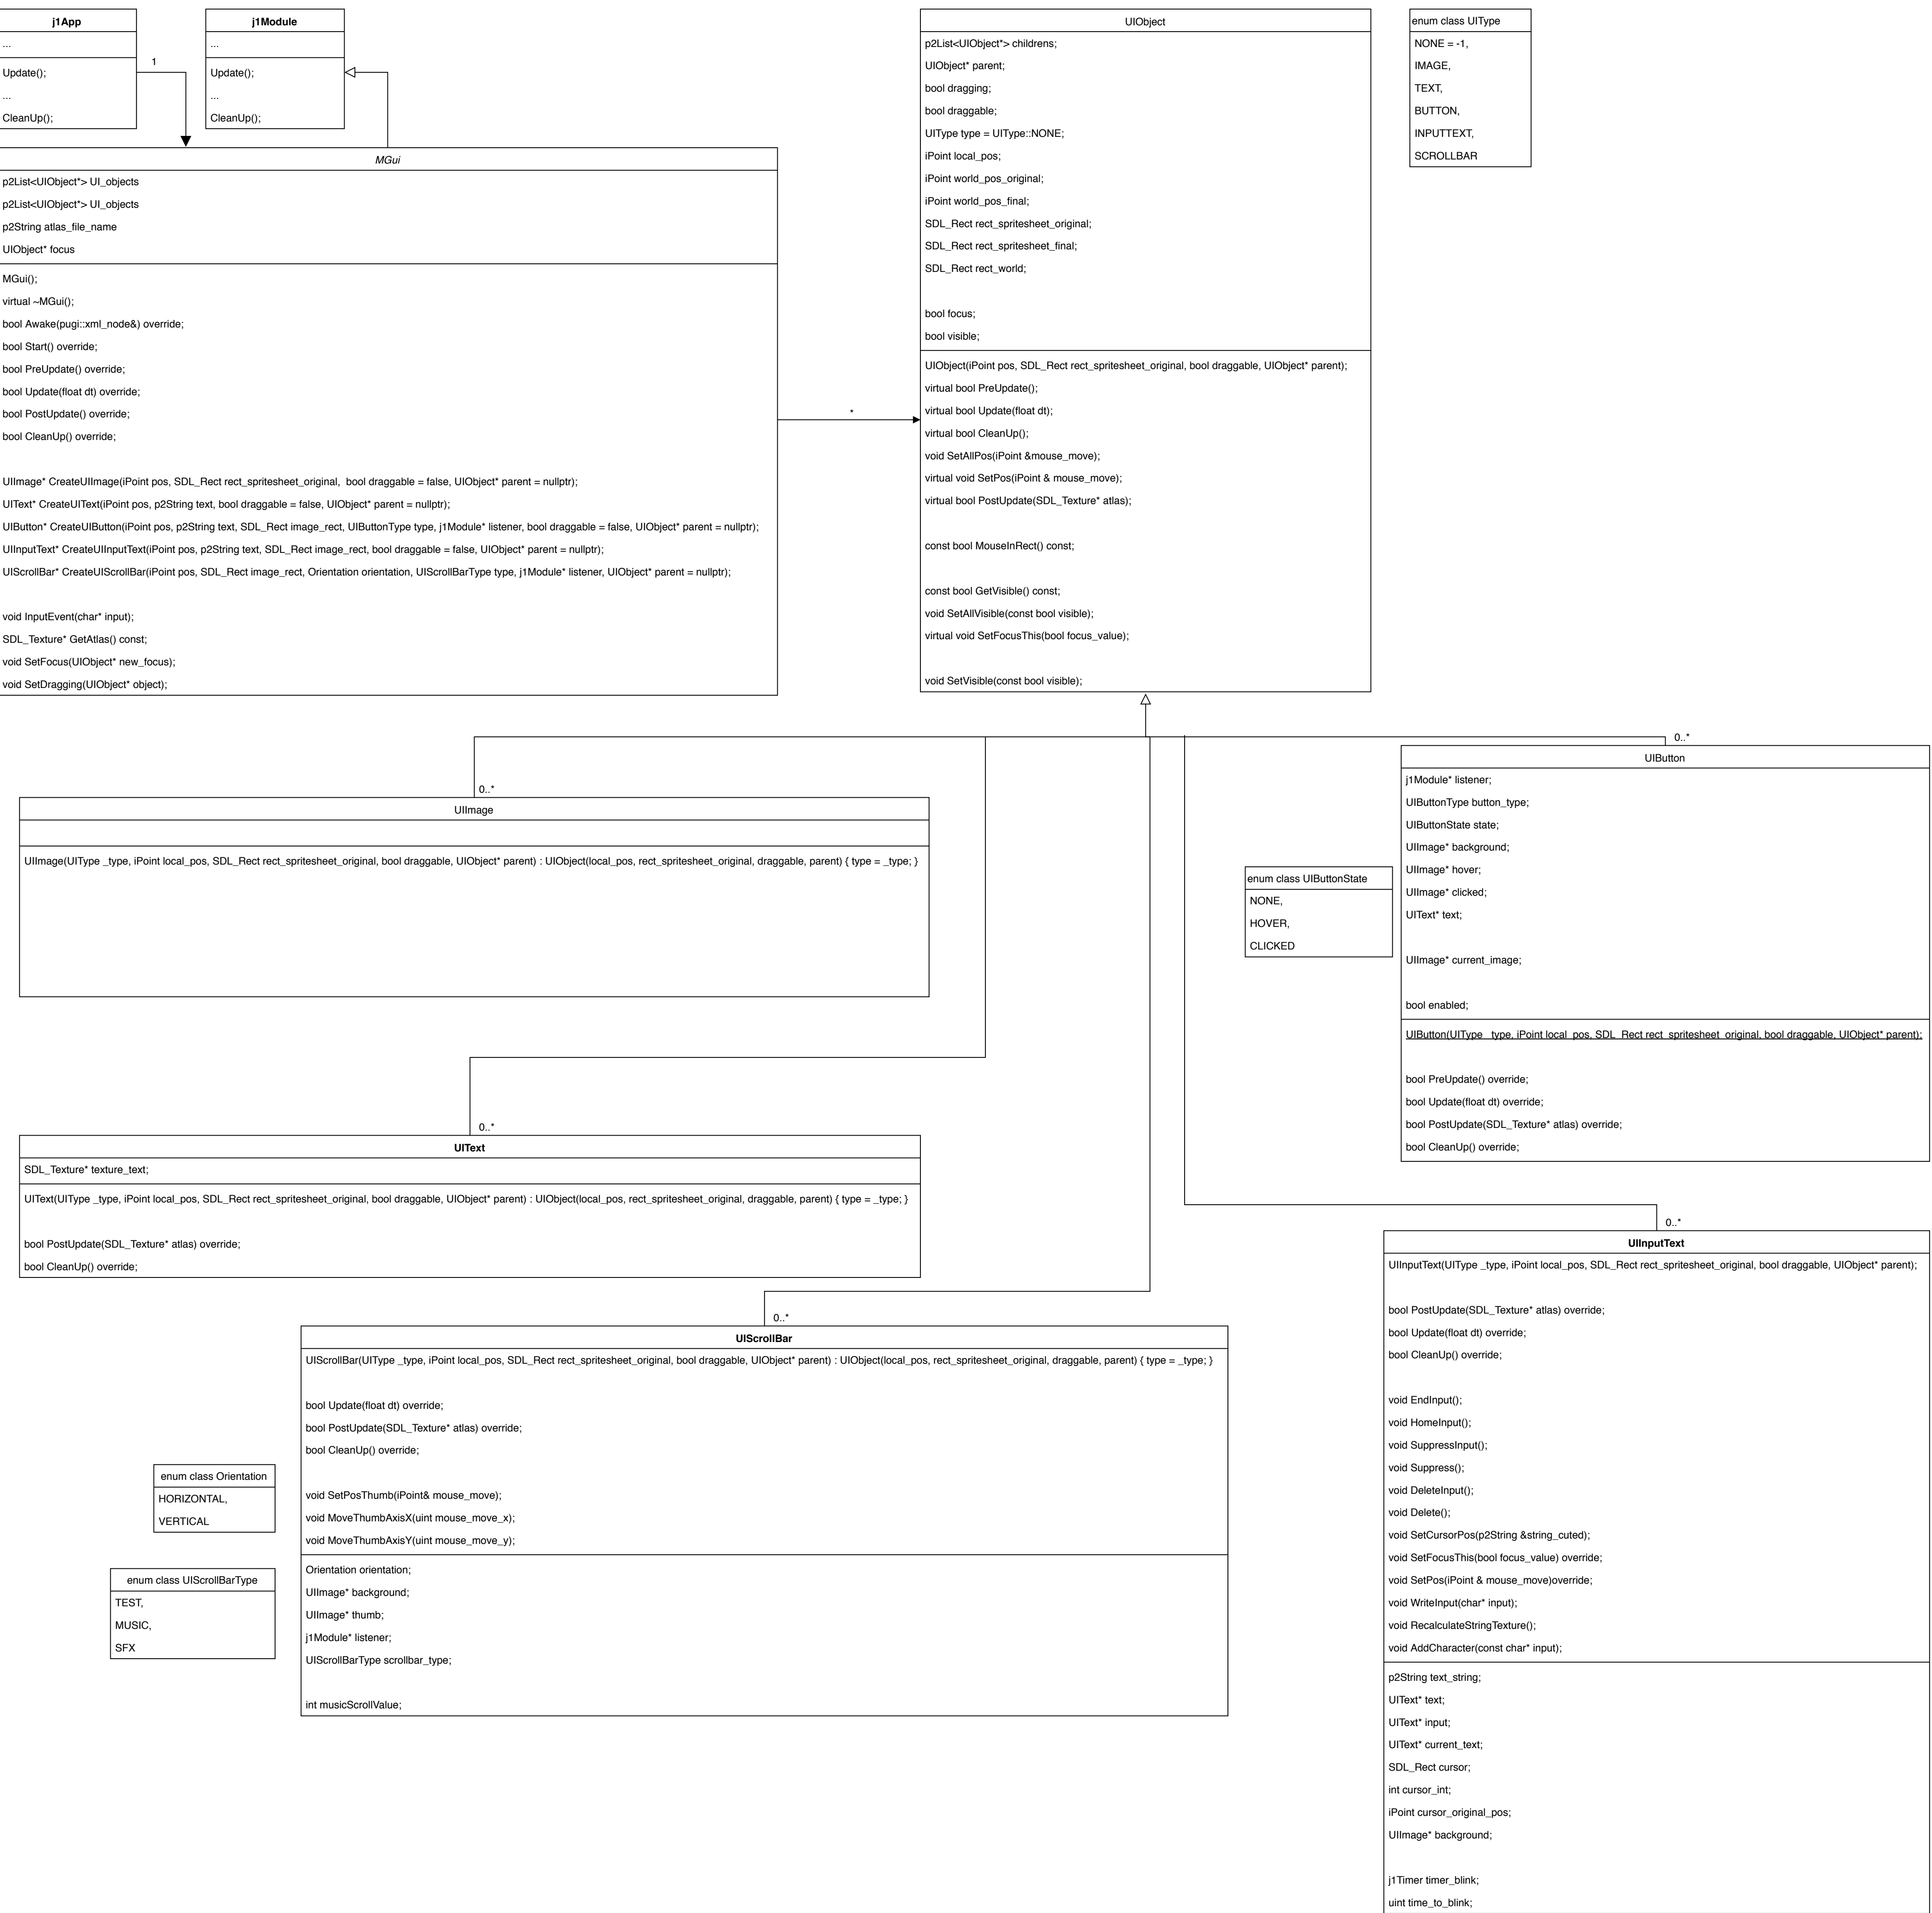 j1App
...
Update();
...
CleanUp();
1
j1Module
...
Update();
...
CleanUp();
MGui
p2List<UIObject*> UI_objects
p2List<UIObject*> UI_objects
p2String atlas_file_name
UIObject* focus
MGui();
virtual ~MGui();
bool Awake(pugi::xml_node&) override;
bool Start() override;
bool PreUpdate() override;
bool Update(float dt) override;
bool PostUpdate() override;
bool CleanUp() override;
UIImage* CreateUIImage(iPoint pos, SDL_Rect rect_spritesheet_original,  bool draggable = false, UIObject* parent = nullptr);
UIText* CreateUIText(iPoint pos, p2String text, bool draggable = false, UIObject* parent = nullptr);
UIButton* CreateUIButton(iPoint pos, p2String text, SDL_Rect image_rect, UIButtonType type, j1Module* listener, bool draggable = false, UIObject* parent = nullptr);
UIInputText* CreateUIInputText(iPoint pos, p2String text, SDL_Rect image_rect, bool draggable = false, UIObject* parent = nullptr);
UIScrollBar* CreateUIScrollBar(iPoint pos, SDL_Rect image_rect, Orientation orientation, UIScrollBarType type, j1Module* listener, UIObject* parent = nullptr);
void InputEvent(char* input);
SDL_Texture* GetAtlas() const;
void SetFocus(UIObject* new_focus);
void SetDragging(UIObject* object);
*
UIObject
p2List<UIObject*> childrens;
UIObject* parent;
bool dragging;
bool draggable;
UIType type = UIType::NONE;
iPoint local_pos;
iPoint world_pos_original;
iPoint world_pos_final;
SDL_Rect rect_spritesheet_original;
SDL_Rect rect_spritesheet_final;
SDL_Rect rect_world;
bool focus;
bool visible;
UIObject(iPoint pos, SDL_Rect rect_spritesheet_original, bool draggable, UIObject* parent);
virtual bool PreUpdate();
virtual bool Update(float dt);
virtual bool CleanUp();
void SetAllPos(iPoint &mouse_move);
virtual void SetPos(iPoint & mouse_move);
virtual bool PostUpdate(SDL_Texture* atlas);
const bool MouseInRect() const;
const bool GetVisible() const;
void SetAllVisible(const bool visible);
virtual void SetFocusThis(bool focus_value);
void SetVisible(const bool visible);
enum class UIType
NONE = -1,
IMAGE,
TEXT,
BUTTON,
INPUTTEXT,
SCROLLBAR
0..*
UIImage
UIImage(UIType _type, iPoint local_pos, SDL_Rect rect_spritesheet_original, bool draggable, UIObject* parent) : UIObject(local_pos, rect_spritesheet_original, draggable, parent) { type = _type; }
0..*
UIButton
j1Module* listener;
UIButtonType button_type;
UIButtonState state;
UIImage* background;
UIImage* hover;
UIImage* clicked;
UIText* text;
UIImage* current_image;
bool enabled;
UIButton(UIType _type, iPoint local_pos, SDL_Rect rect_spritesheet_original, bool draggable, UIObject* parent);
bool PreUpdate() override;
bool Update(float dt) override;
bool PostUpdate(SDL_Texture* atlas) override;
bool CleanUp() override;
enum class UIButtonState
NONE,
HOVER,
CLICKED
0..*
UIText
SDL_Texture* texture_text;
UIText(UIType _type, iPoint local_pos, SDL_Rect rect_spritesheet_original, bool draggable, UIObject* parent) : UIObject(local_pos, rect_spritesheet_original, draggable, parent) { type = _type; }
bool PostUpdate(SDL_Texture* atlas) override;
bool CleanUp() override;
0..*
UIScrollBar
UIScrollBar(UIType _type, iPoint local_pos, SDL_Rect rect_spritesheet_original, bool draggable, UIObject* parent) : UIObject(local_pos, rect_spritesheet_original, draggable, parent) { type = _type; }
bool Update(float dt) override;
bool PostUpdate(SDL_Texture* atlas) override;
bool CleanUp() override;
void SetPosThumb(iPoint& mouse_move);
void MoveThumbAxisX(uint mouse_move_x);
void MoveThumbAxisY(uint mouse_move_y);
Orientation orientation;
UIImage* background;
UIImage* thumb;
j1Module* listener;
UIScrollBarType scrollbar_type;
int musicScrollValue;
enum class Orientation
HORIZONTAL,
VERTICAL
enum class UIScrollBarType
TEST,
MUSIC,
SFX
0..*
UIInputText
UIInputText(UIType _type, iPoint local_pos, SDL_Rect rect_spritesheet_original, bool draggable, UIObject* parent);
bool PostUpdate(SDL_Texture* atlas) override;
bool Update(float dt) override;
bool CleanUp() override;
void EndInput();
void HomeInput();
void SuppressInput();
void Suppress();
void DeleteInput();
void Delete();
void SetCursorPos(p2String &string_cuted);
void SetFocusThis(bool focus_value) override;
void SetPos(iPoint & mouse_move)override;
void WriteInput(char* input);
void RecalculateStringTexture();
void AddCharacter(const char* input);
p2String text_string;
UIText* text;
UIText* input;
UIText* current_text;
SDL_Rect cursor;
int cursor_int;
iPoint cursor_original_pos;
UIImage* background;
j1Timer timer_blink;
uint time_to_blink;